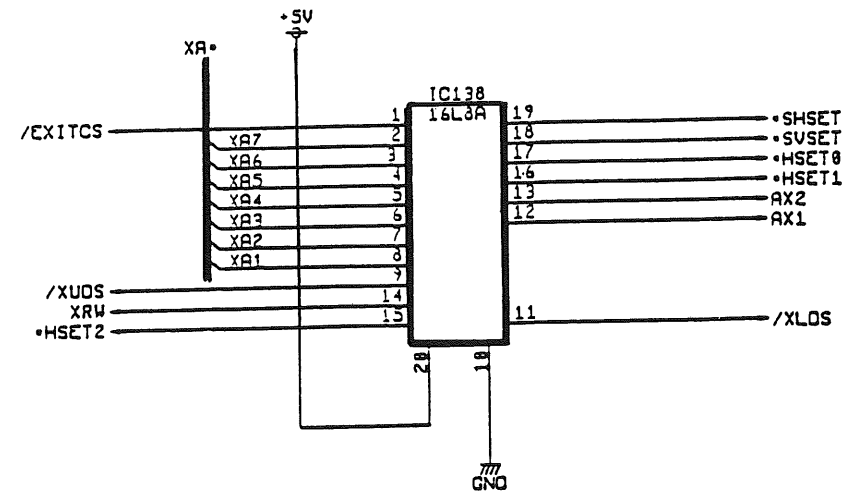 +5V
XA*
IC138
16L8A
/EXITCS
1
19
*SHSET
XA7
2
18
*SVSET
XA6
3
17
*HSET0
XA5
4
16
*HSET1
XA4
5
13
AX2
XA3
6
12
AX1
XA2
7
XA1
8
/XUDS
9
XRW
14
*HSET2
15
11
/XLDS
20
10
GND